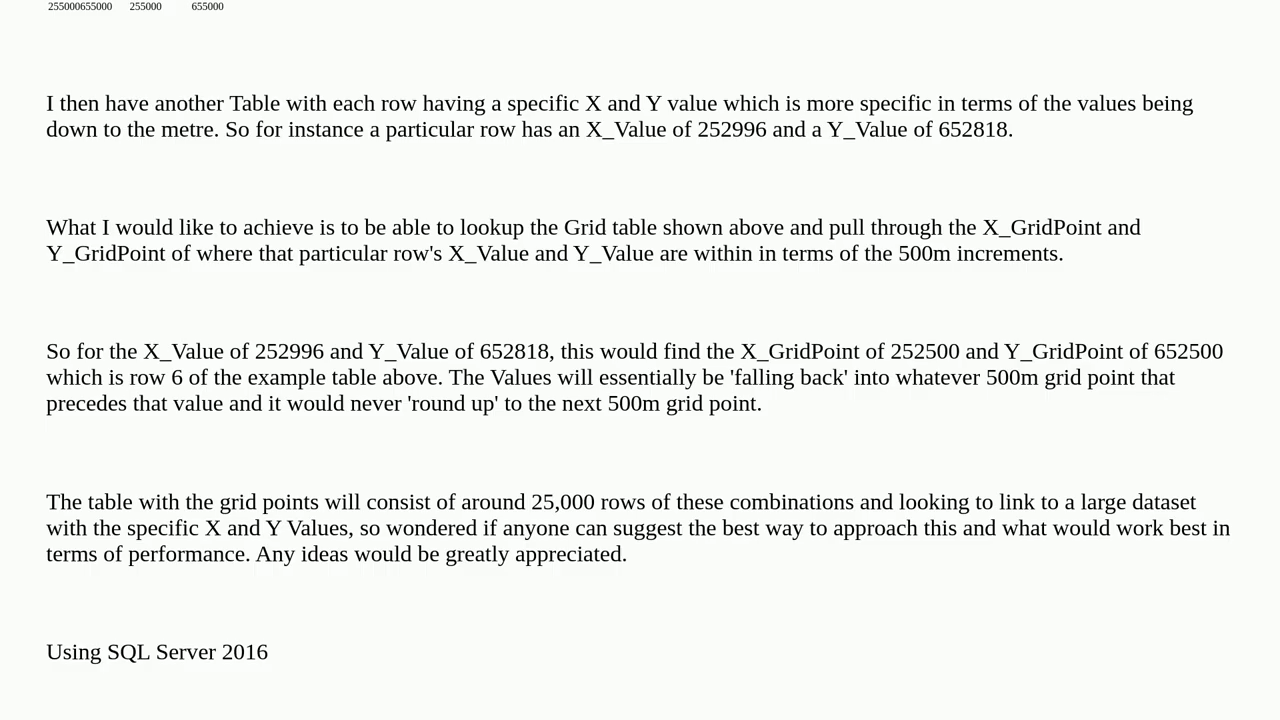 255000655000 255000 655000
I then have another Table with each row having a specific X and Y value which is more specific in terms of the values being
down to the metre. So for instance a particular row has an X_Value of 252996 and a Y_Value of 652818.
What I would like to achieve is to be able to lookup the Grid table shown above and pull through the X_GridPoint and
Y_GridPoint of where that particular row's X_Value and Y_Value are within in terms of the 500m increments.
So for the X_Value of 252996 and Y_Value of 652818, this would find the X_GridPoint of 252500 and Y_GridPoint of 652500
which is row 6 of the example table above. The Values will essentially be 'falling back' into whatever 500m grid point that
precedes that value and it would never 'round up' to the next 500m grid point.
The table with the grid points will consist of around 25,000 rows of these combinations and looking to link to a large dataset
with the specific X and Y Values, so wondered if anyone can suggest the best way to approach this and what would work best in
terms of performance. Any ideas would be greatly appreciated.
Using SQL Server 2016